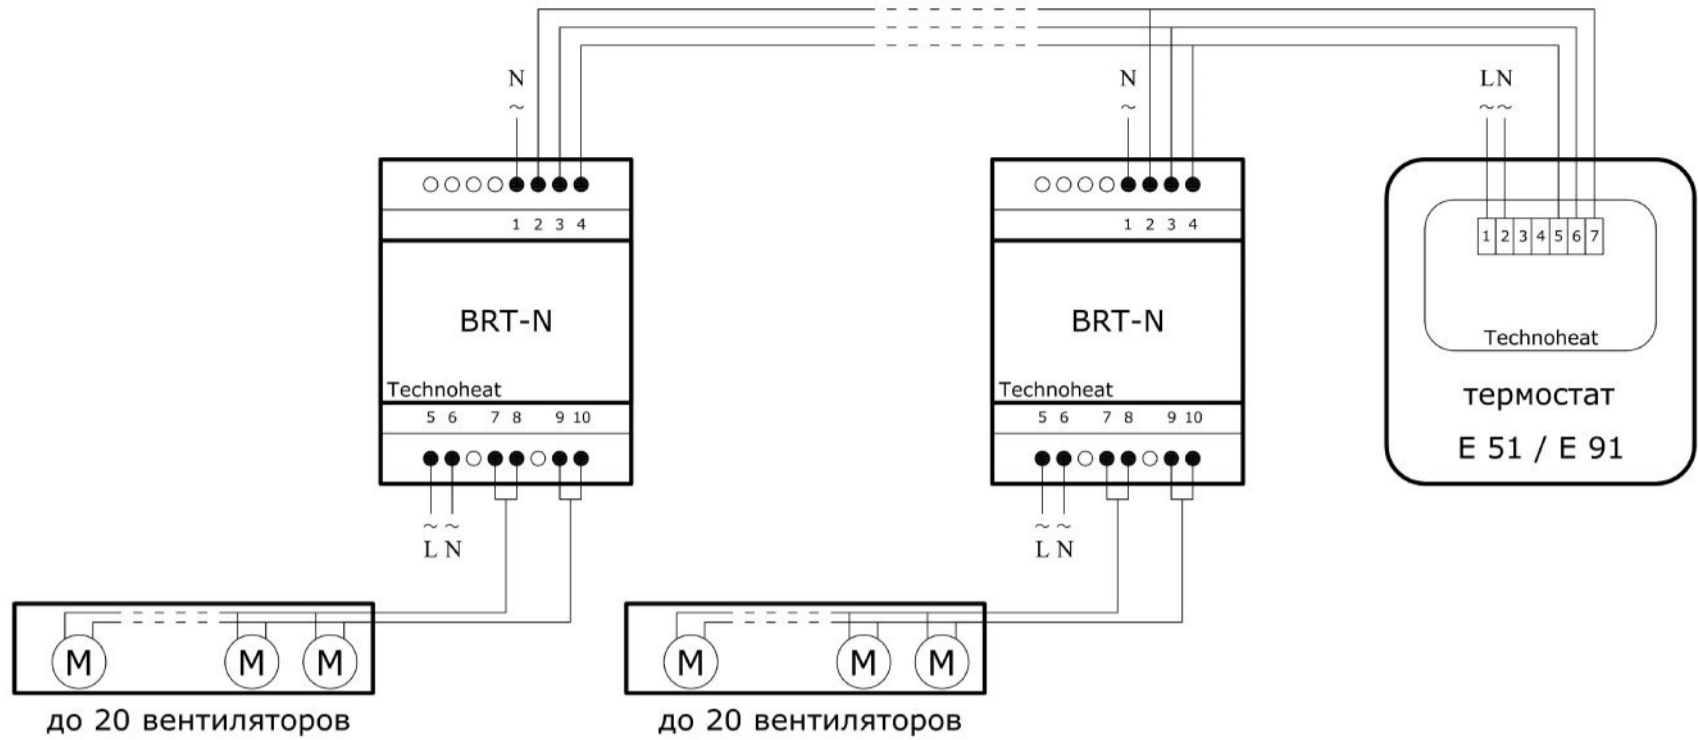 N N LN
~ ~ ~~
1 2 3 4 1 2 3 4 1 2 3 4 5 6 7
BRT-N BRT-N
Technoheat
Technoheat Technoheat
термостат
E 51 / E 91
5 6 7 8 9 10 5 6 7 8 9 10
~ ~ ~ ~
L N L N
M M M M M M
до 20 вентиляторов до 20 вентиляторов